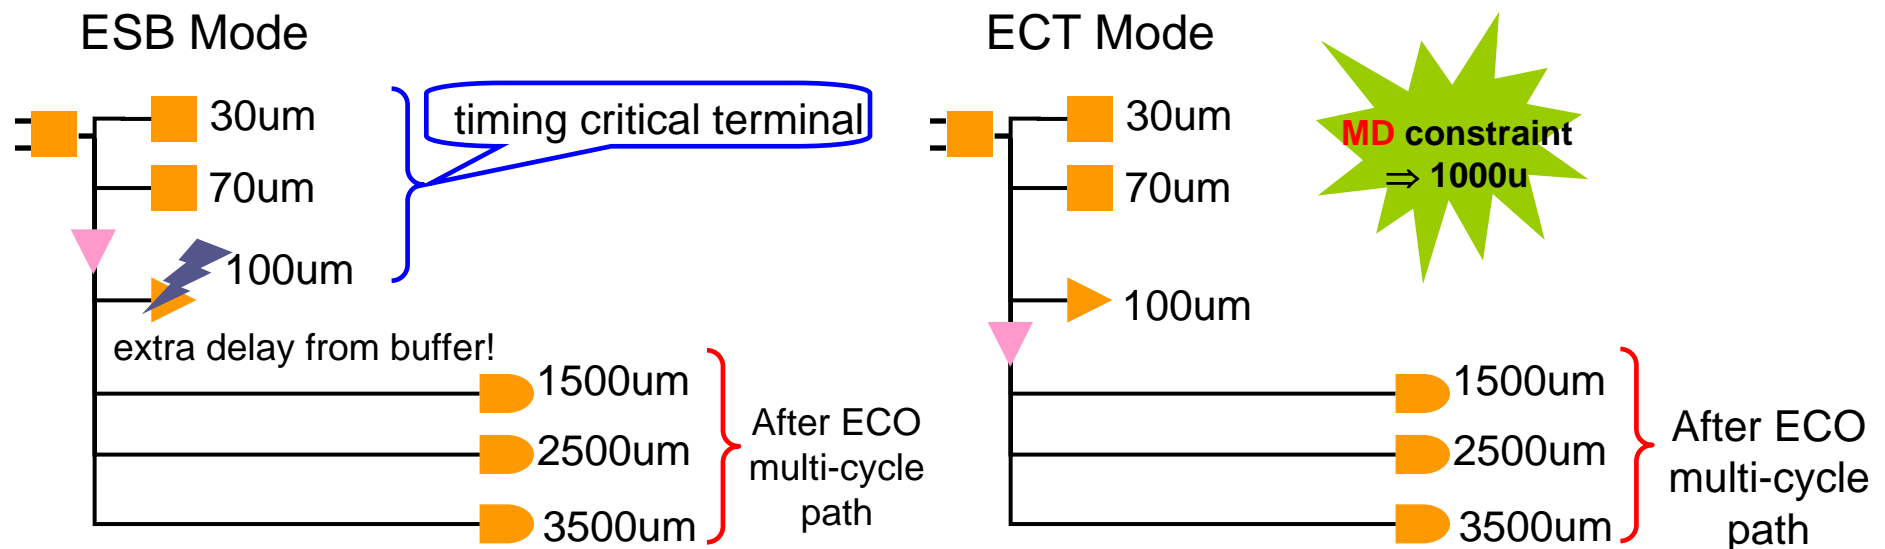 ESB Mode
30um
timing critical terminal
70um
100um
extra delay from buffer!
1500um
2500um
3500um
After ECO
multi-cycle
path
ECT Mode
30um
70um
MD constraint
⇒ 1000u
100um
1500um
2500um
3500um
After ECO
multi-cycle
path